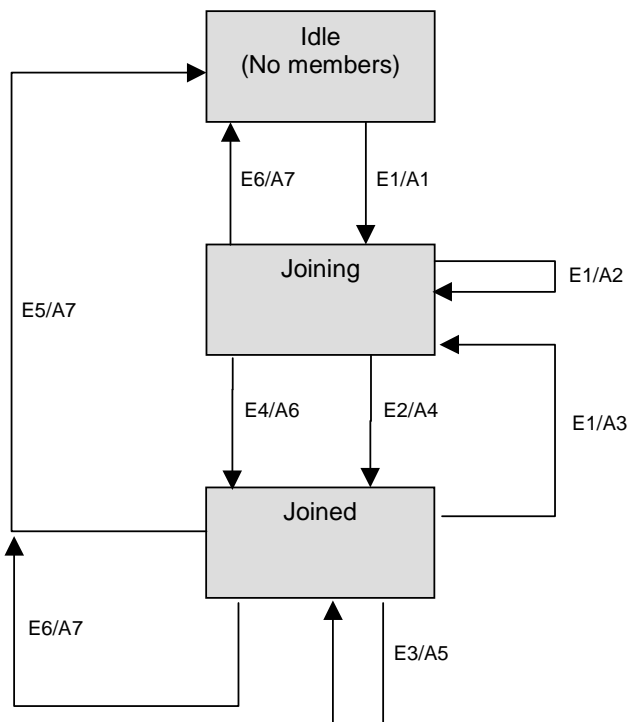 Idle
(No members)
E6/A7
E1/A1
Joining
E1/A2
E5/A7
E4/A6
E2/A4
E1/A3
Joined
E6/A7
E3/A5